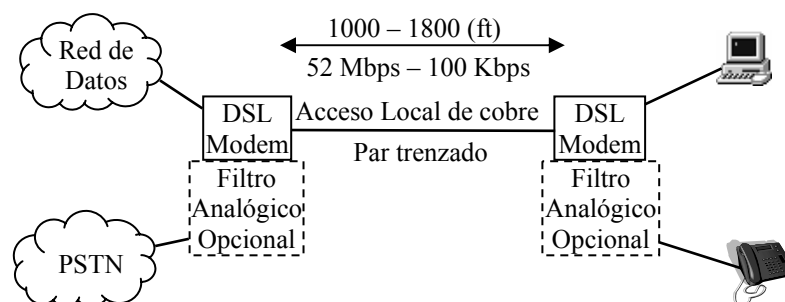 1000 – 1800 (ft)
Red de
Datos
52 Mbps – 100 Kbps
DSL
Modem
Acceso Local de cobre
DSL
Modem
Par trenzado
Filtro
Analógico
Opcional
Filtro
Analógico
Opcional
PSTN